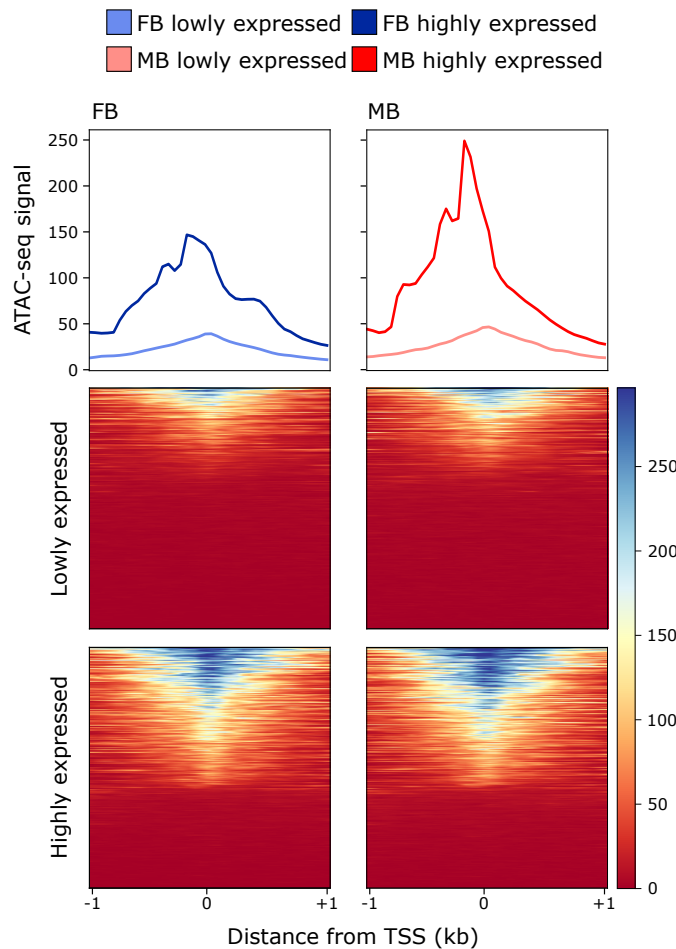 FB lowly expressed FB highly expressed
MB lowly expressed MB highly expressed
FB MB
ATAC-seq signal
250
200
150
100
50
0
Lowly expressed
Highly expressed
250
200
150
100
50
0
-1 0 +1 -1 0 +1
Distance from TSS (kb)